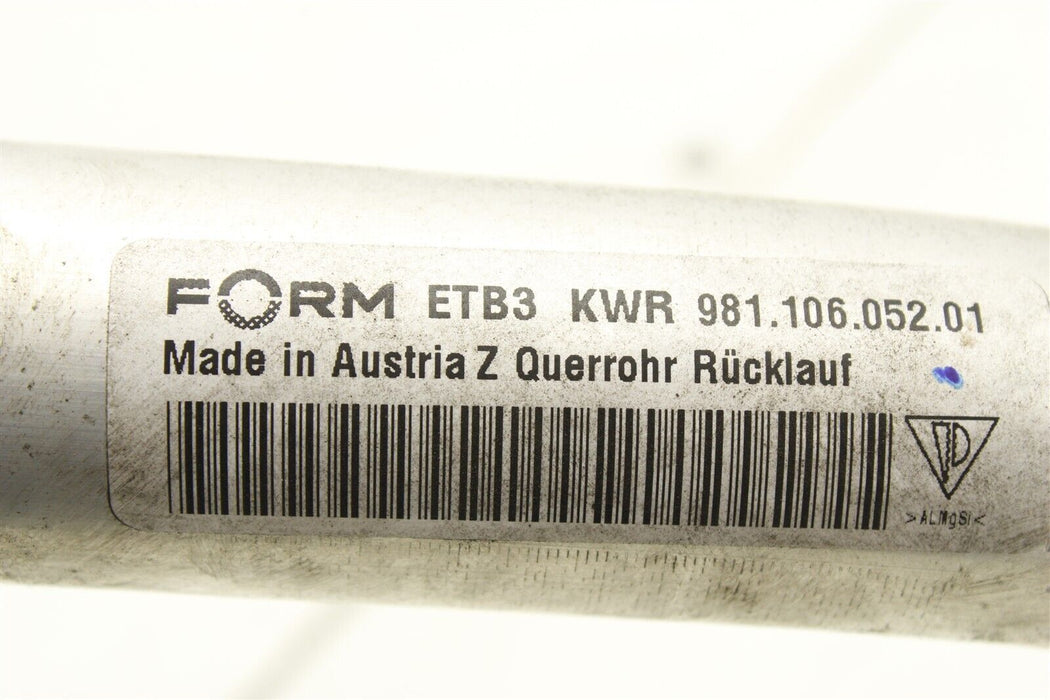 FORM ETB3 KWR 981.106.052.01
Made in Austria Z Querrohr Rücklauf
>ALMgSi<